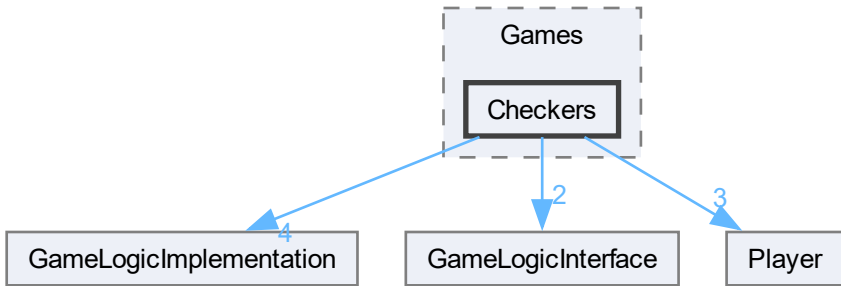 Games
Checkers
2
3
4
GameLogicImplementation
GameLogicInterface
Player